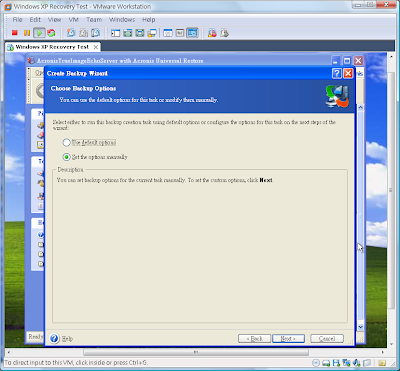 Windows XP Recovery Test - VMware Workstation
File Edit View VM Team Windows Help
Windows XP Recovery Test
AcronisTrueImageEchoServer with Acronis Universal Restore
Create Backup Wizard
Choose Backup Options
You can use the default options for this task or modify them manually.
Select either to run this backup creation task using default options or configure the options for this task on the next steps of the
wizard:
Use default options
Set the options manually
Description
You can set backup options for the current task manually. To set the custom options, click Next.
Help
< Back
Next >
Cancel
Ready
To direct input to this VM, click inside or press Ctrl+G.